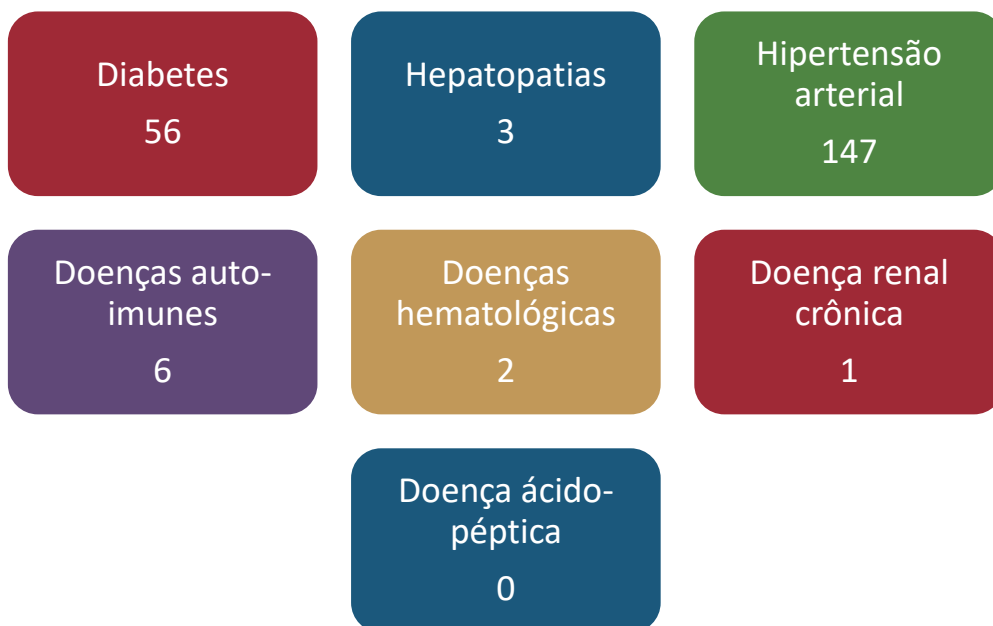 Diabetes
56
Hepatopatias
3
Hipertensão
arterial
147
Doenças auto-
imunes
6
Doenças
hematológicas
2
Doença renal
crônica
1
Doença ácido-
péptica
0